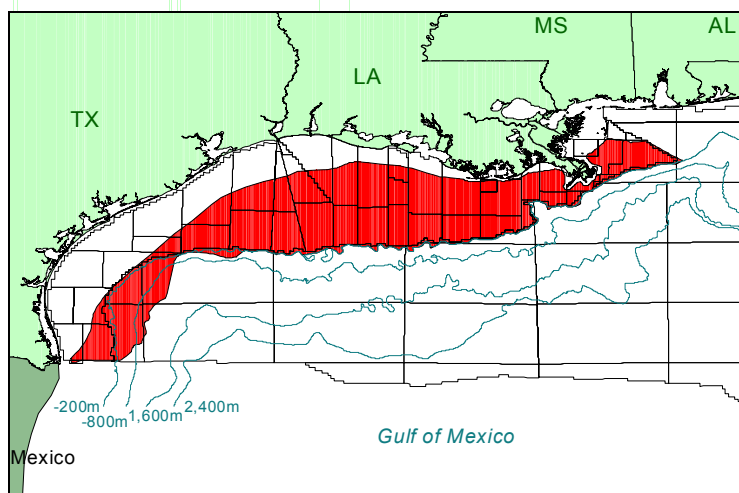 MS
AL
LA
TX
-200m
-800m
1,600m
2,400m
Gulf of Mexico
Mexico